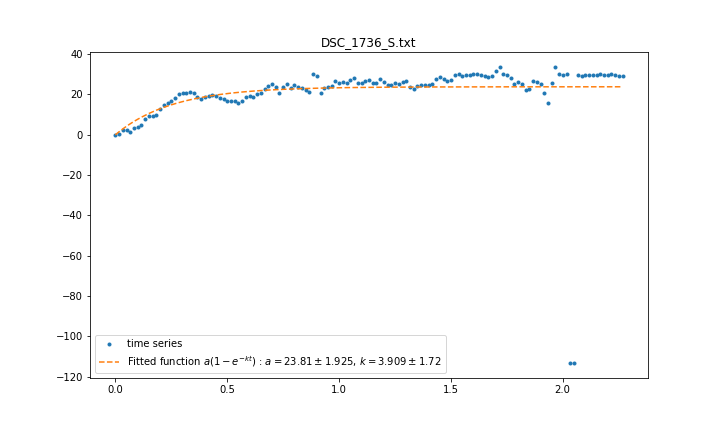 DSC_1736_S.txt
40
20
0
−20
−40
−60
−80
−100
−120
time series
Fitted function a(1 − e^{−kt}) : a = 23.81 ± 1.925, k = 3.909 ± 1.72
0.0 0.5 1.0 1.5 2.0